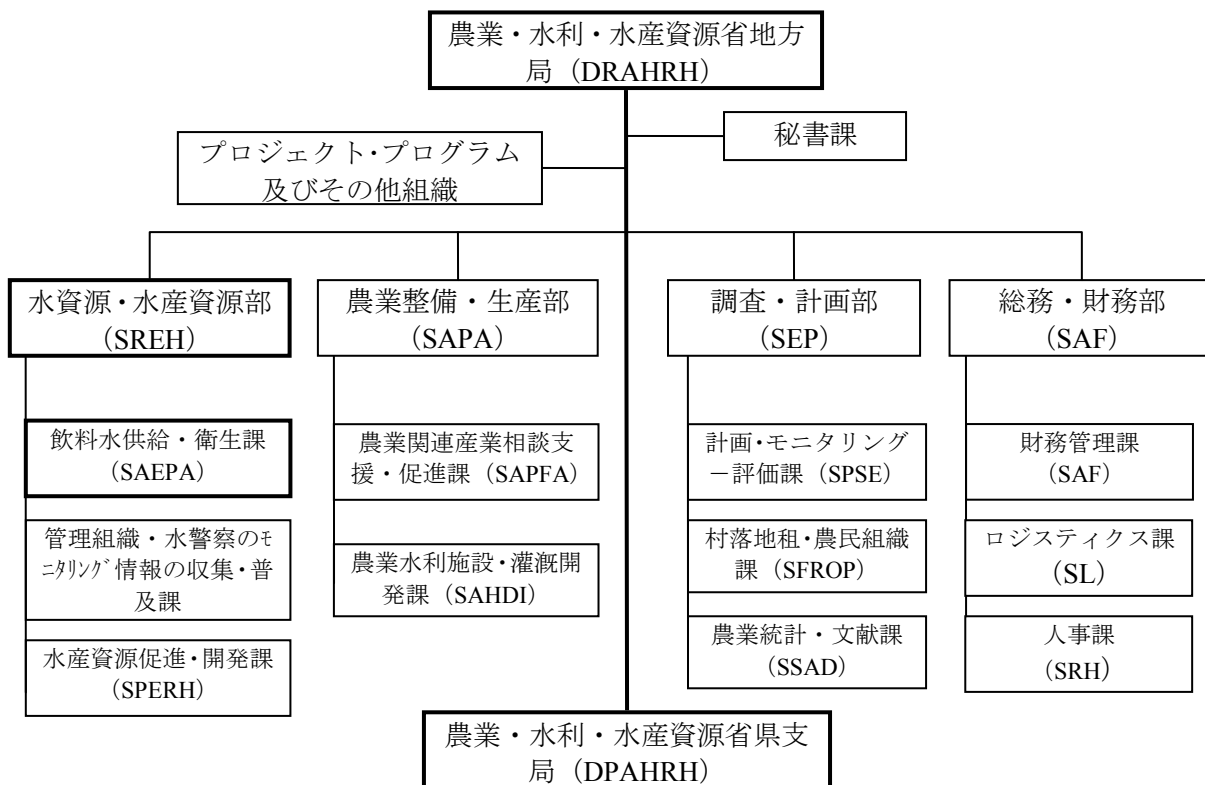 農業・水利・水産資源省地方
局（DRAHRH）
秘書課
プロジェクト･プログラム
及びその他組織
水資源・水産資源部
（SREH）
農業整備・生産部
（SAPA）
調査・計画部
（SEP）
総務・財務部
（SAF）
飲料水供給・衛生課
（SAEPA）
農業関連産業相談支
援・促進課（SAPFA）
計画･モニタリング
－評価課（SPSE）
財務管理課
（SAF）
管理組織・水警察のﾓ
ﾆﾀﾘﾝｸﾞ情報の収集・普
及課
農業水利施設・灌漑開
発課（SAHDI）
村落地租・農民組織
課（SFROP）
ロジスティクス課
（SL）
水産資源促進・開発課
（SPERH）
農業統計・文献課
（SSAD）
人事課
（SRH）
農業・水利・水産資源省県支
局（DPAHRH）